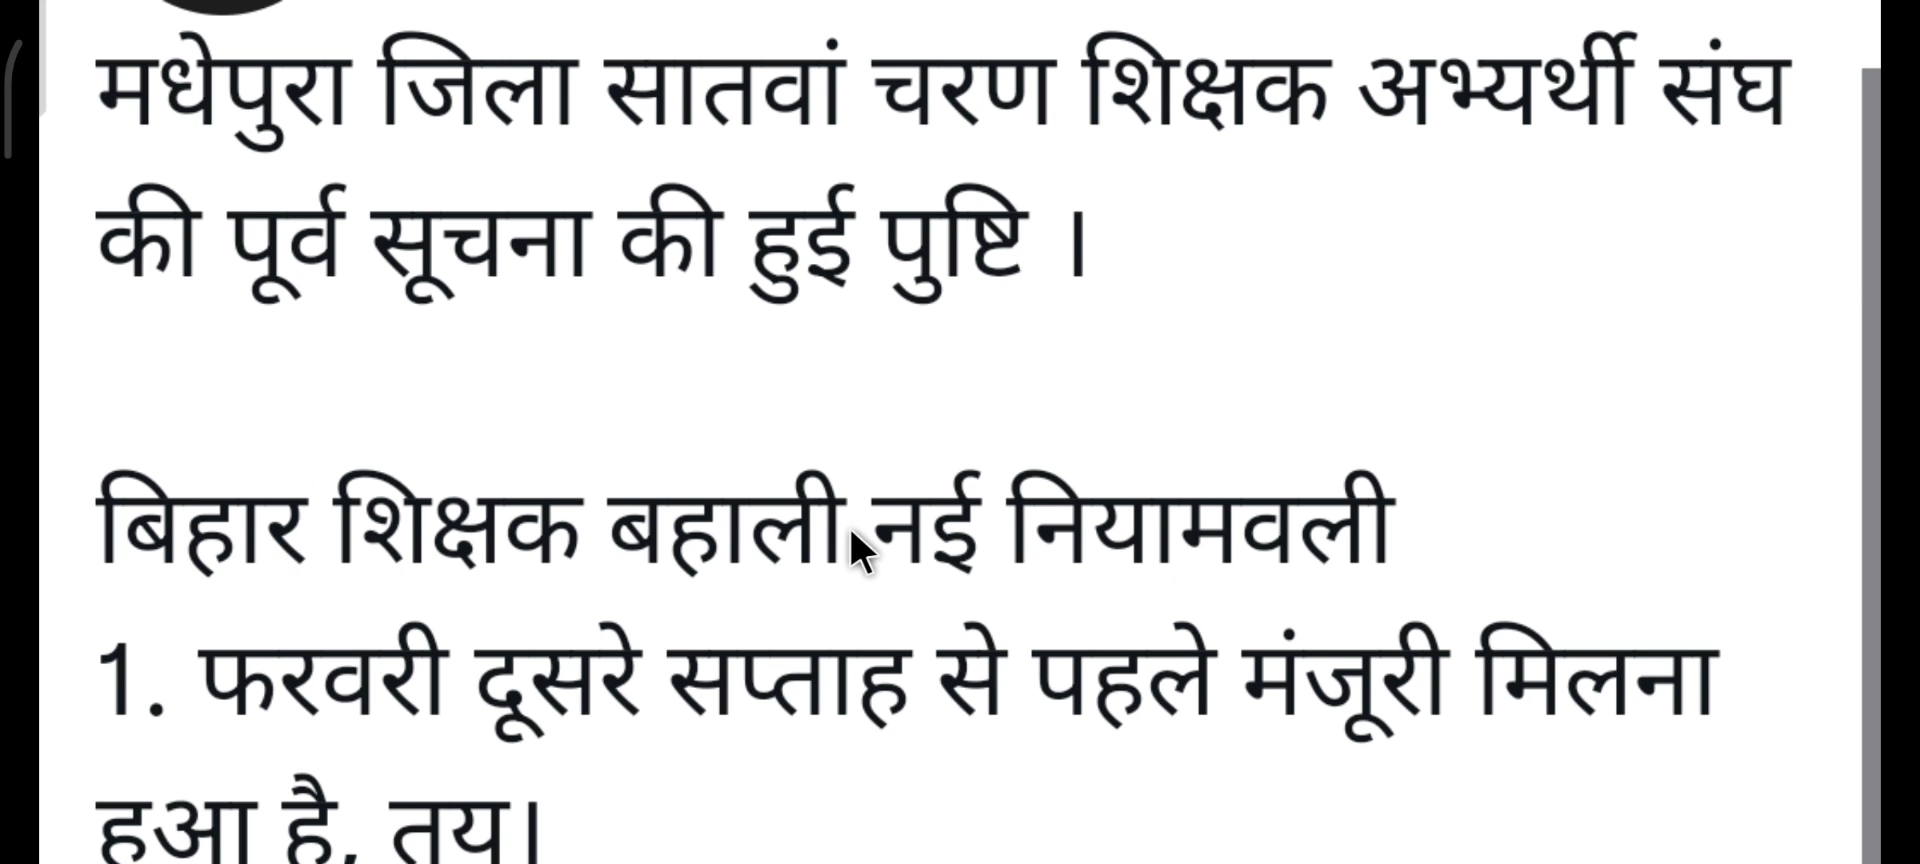 मधेपुरा जिला सातवां चरण शिक्षक अभ्यर्थी संघ
की पूर्व सूचना की हुई पुष्टि ।
बिहार शिक्षक बहाली नई नियामवली
1. फरवरी दूसरे सप्ताह से पहले मंजूरी मिलना
हुआ है, तय।